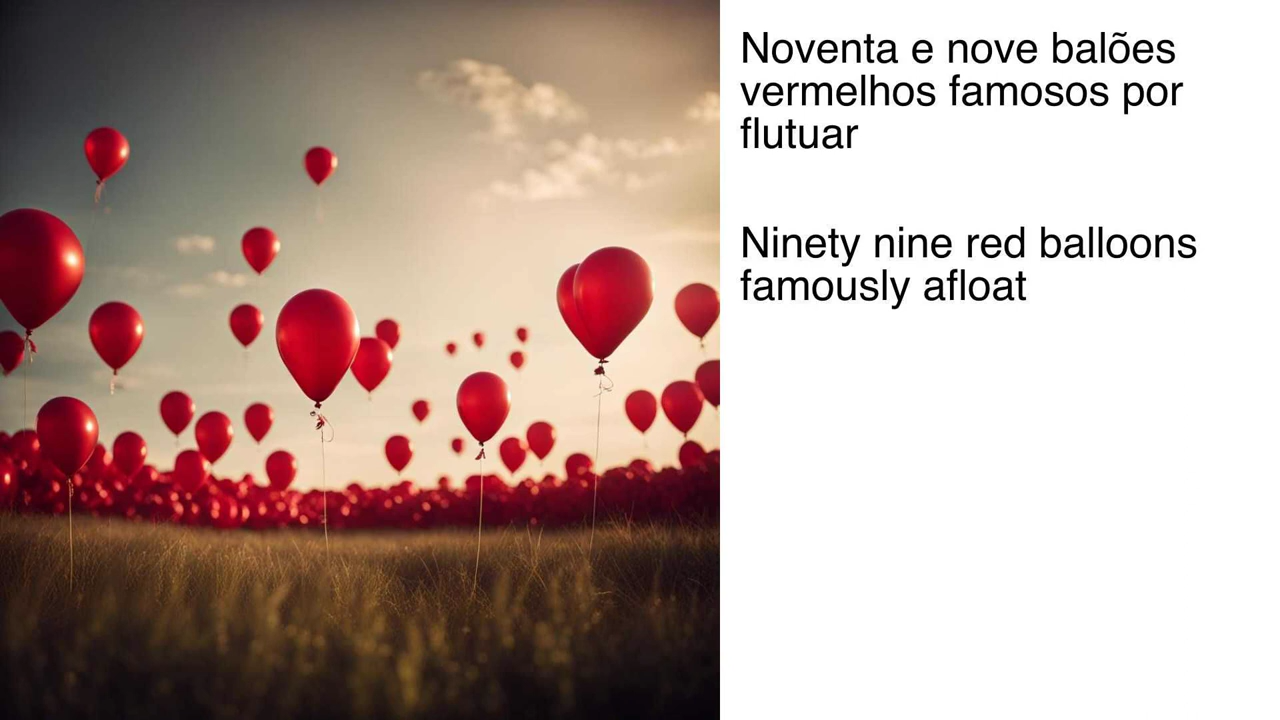 Noventa e nove balões
vermelhos famosos por
flutuar
Ninety nine red balloons
famously afloat